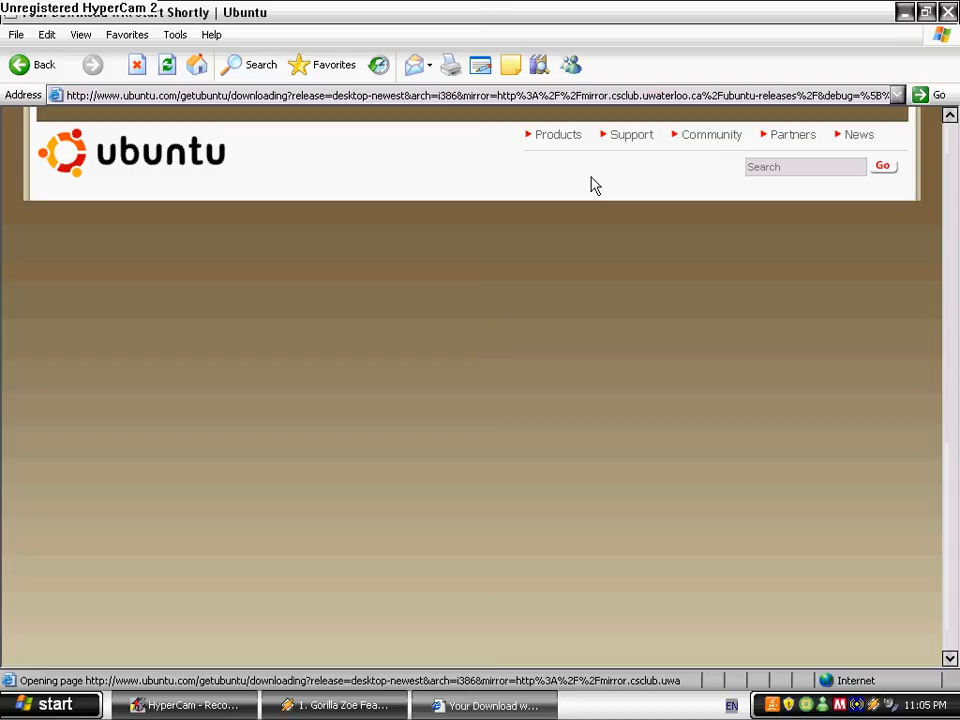 Unregistered HyperCam 2
Start Shortly | Ubuntu
File Edit View Favorites Tools Help
Back Search Favorites
Address http://www.ubuntu.com/getubuntu/downloading?release=desktop-newest&arch=i386&mirror=http%3A%2F%2Fmirror.csclub.uwaterloo.ca%2Fubuntu-releases%2F&debug=%5B% Go
Products Support Community Partners News
ubuntu
Search Go
Opening page http://www.ubuntu.com/getubuntu/downloading?release=desktop-newest&arch=i386&mirror=http%3A%2F%2Fmirror.csclub.uwa Internet
start HyperCam - Reco... 1. Gorilla Zoe Fea... Your Download w... EN 11:05 PM